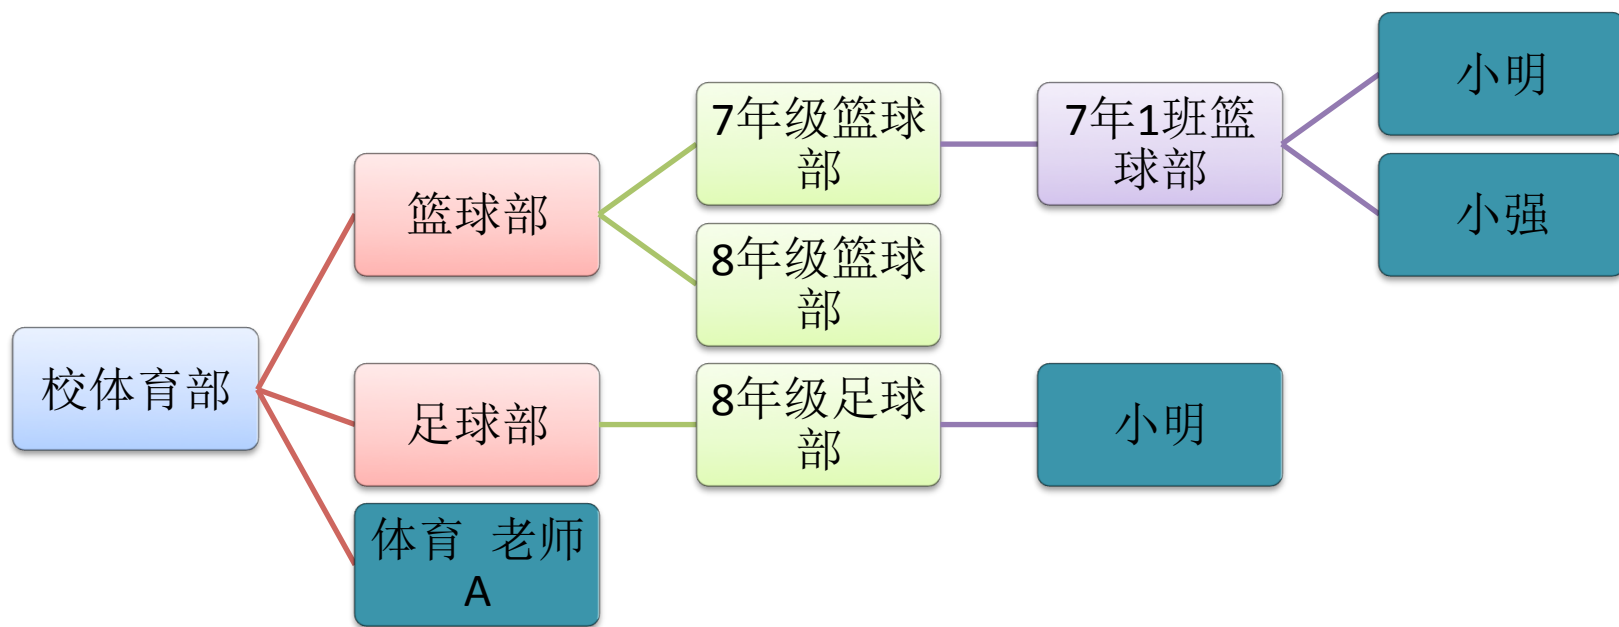 小明
7年级篮球
部
7年1班篮
球部
篮球部
小强
8年级篮球
部
校体育部
足球部
8年级足球
部
小明
体育 老师
A